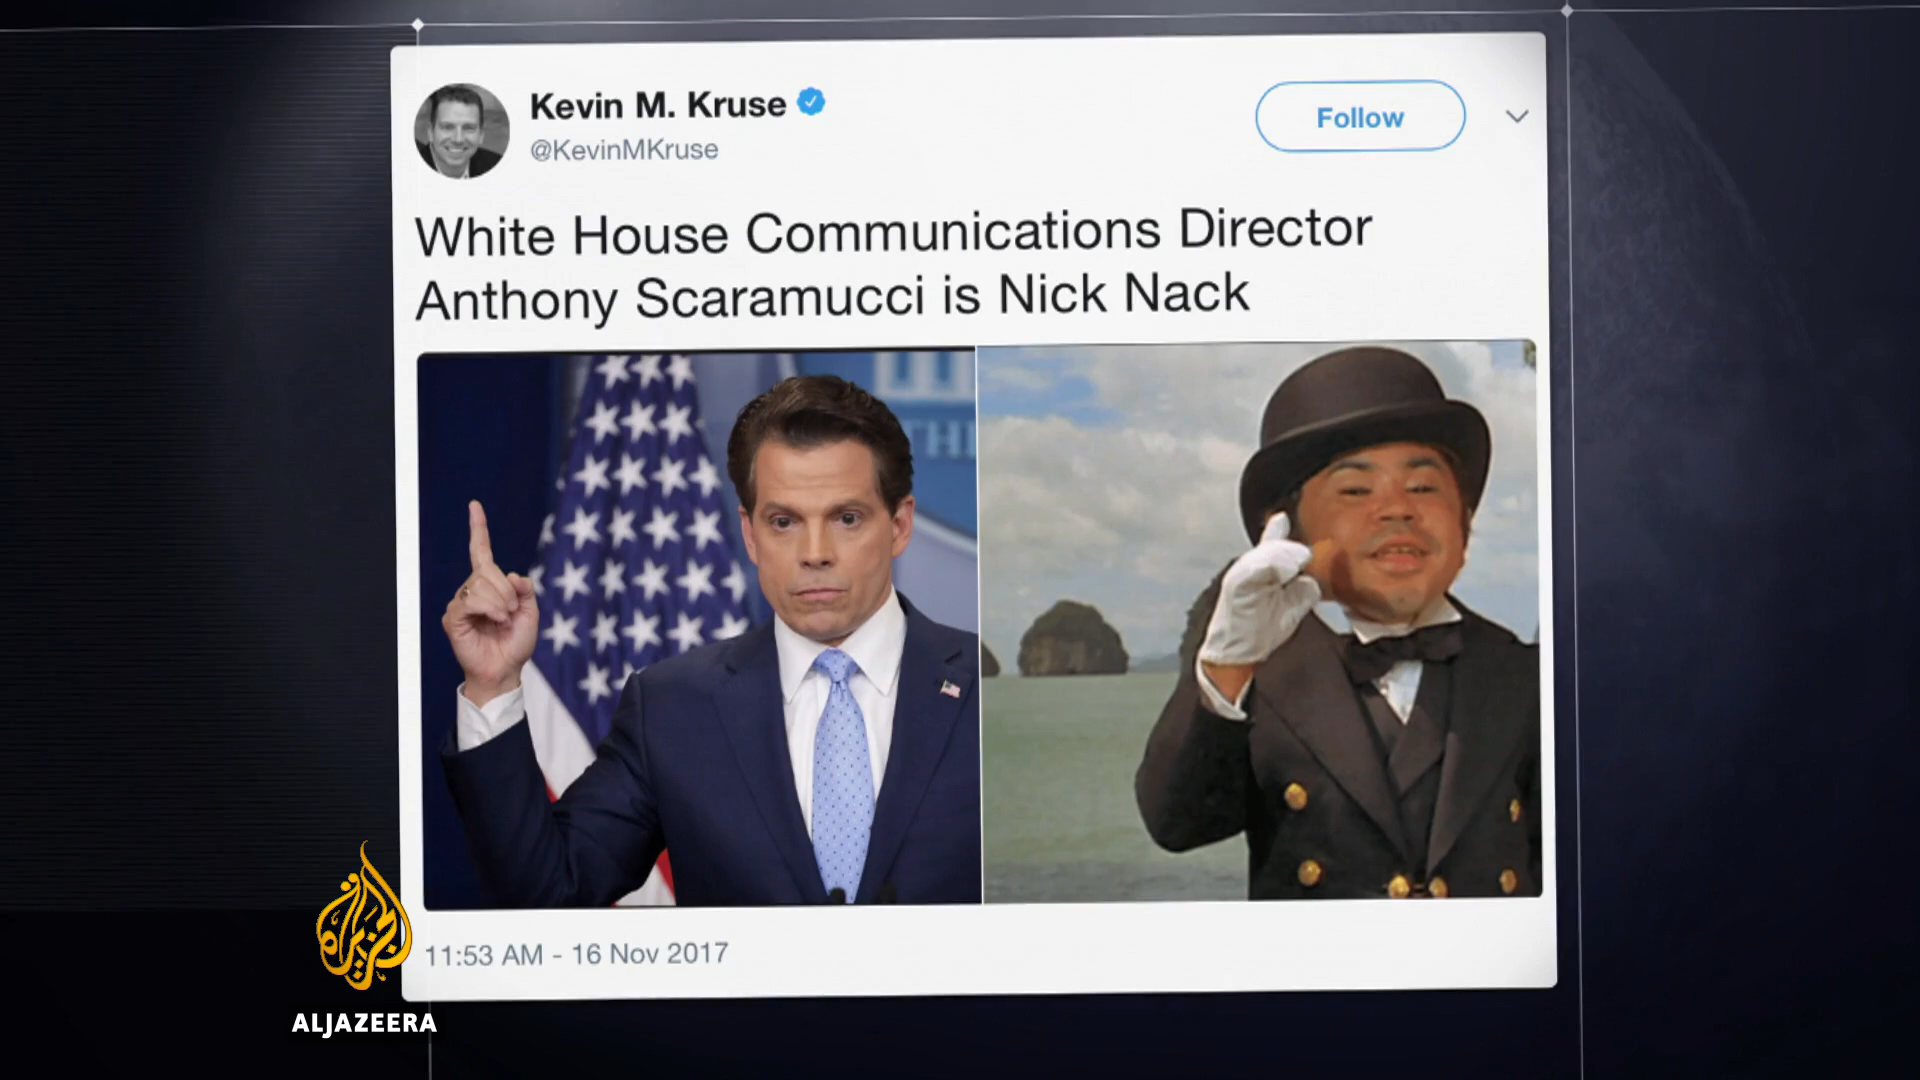 Kevin M. Kruse
@KevinMKruse
Follow
White House Communications Director
Anthony Scaramucci is Nick Nack
11:53 AM - 16 Nov 2017
الجزيرة
ALJAZEERA